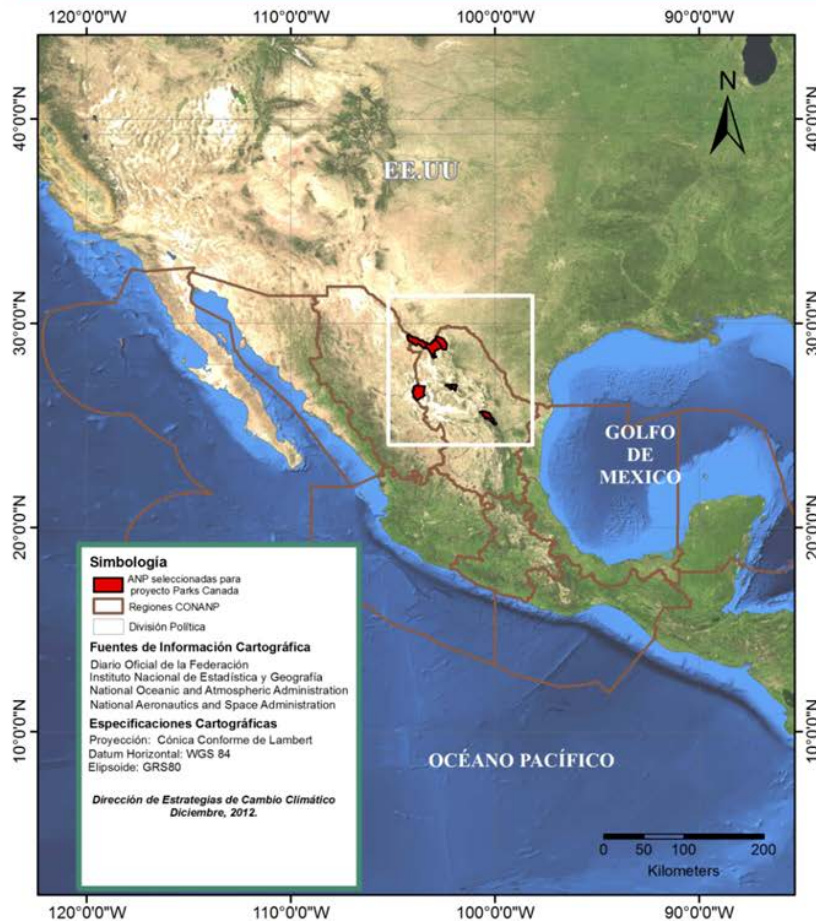 120°0'0"W 110°0'0"W 100°0'0"W 90°0'0"W
N
40°0'0"N 40°0'0"N
EE.UU
30°0'0"N 30°0'0"N
GOLFO
DE
MEXICO
20°0'0"N 20°0'0"N
Simbología
ANP seleccionadas para
proyecto Parks Canada
Regiones CONANP
División Política
Fuentes de Información Cartográfica
Diario Oficial de la Federación
Instituto Nacional de Estadística y Geografía
National Oceanic and Atmospheric Administration
National Aeronautics and Space Administration
Especificaciones Cartográficas
Proyección: Cónica Conforme de Lambert
Datum Horizontal: WGS 84
Elipsoide: GRS80
Dirección de Estrategias de Cambio Climático
Diciembre, 2012.
10°0'0"N 10°0'0"N
OCÉANO PACÍFICO
0 50 100 200
Kilometers
120°0'0"W 110°0'0"W 100°0'0"W 90°0'0"W